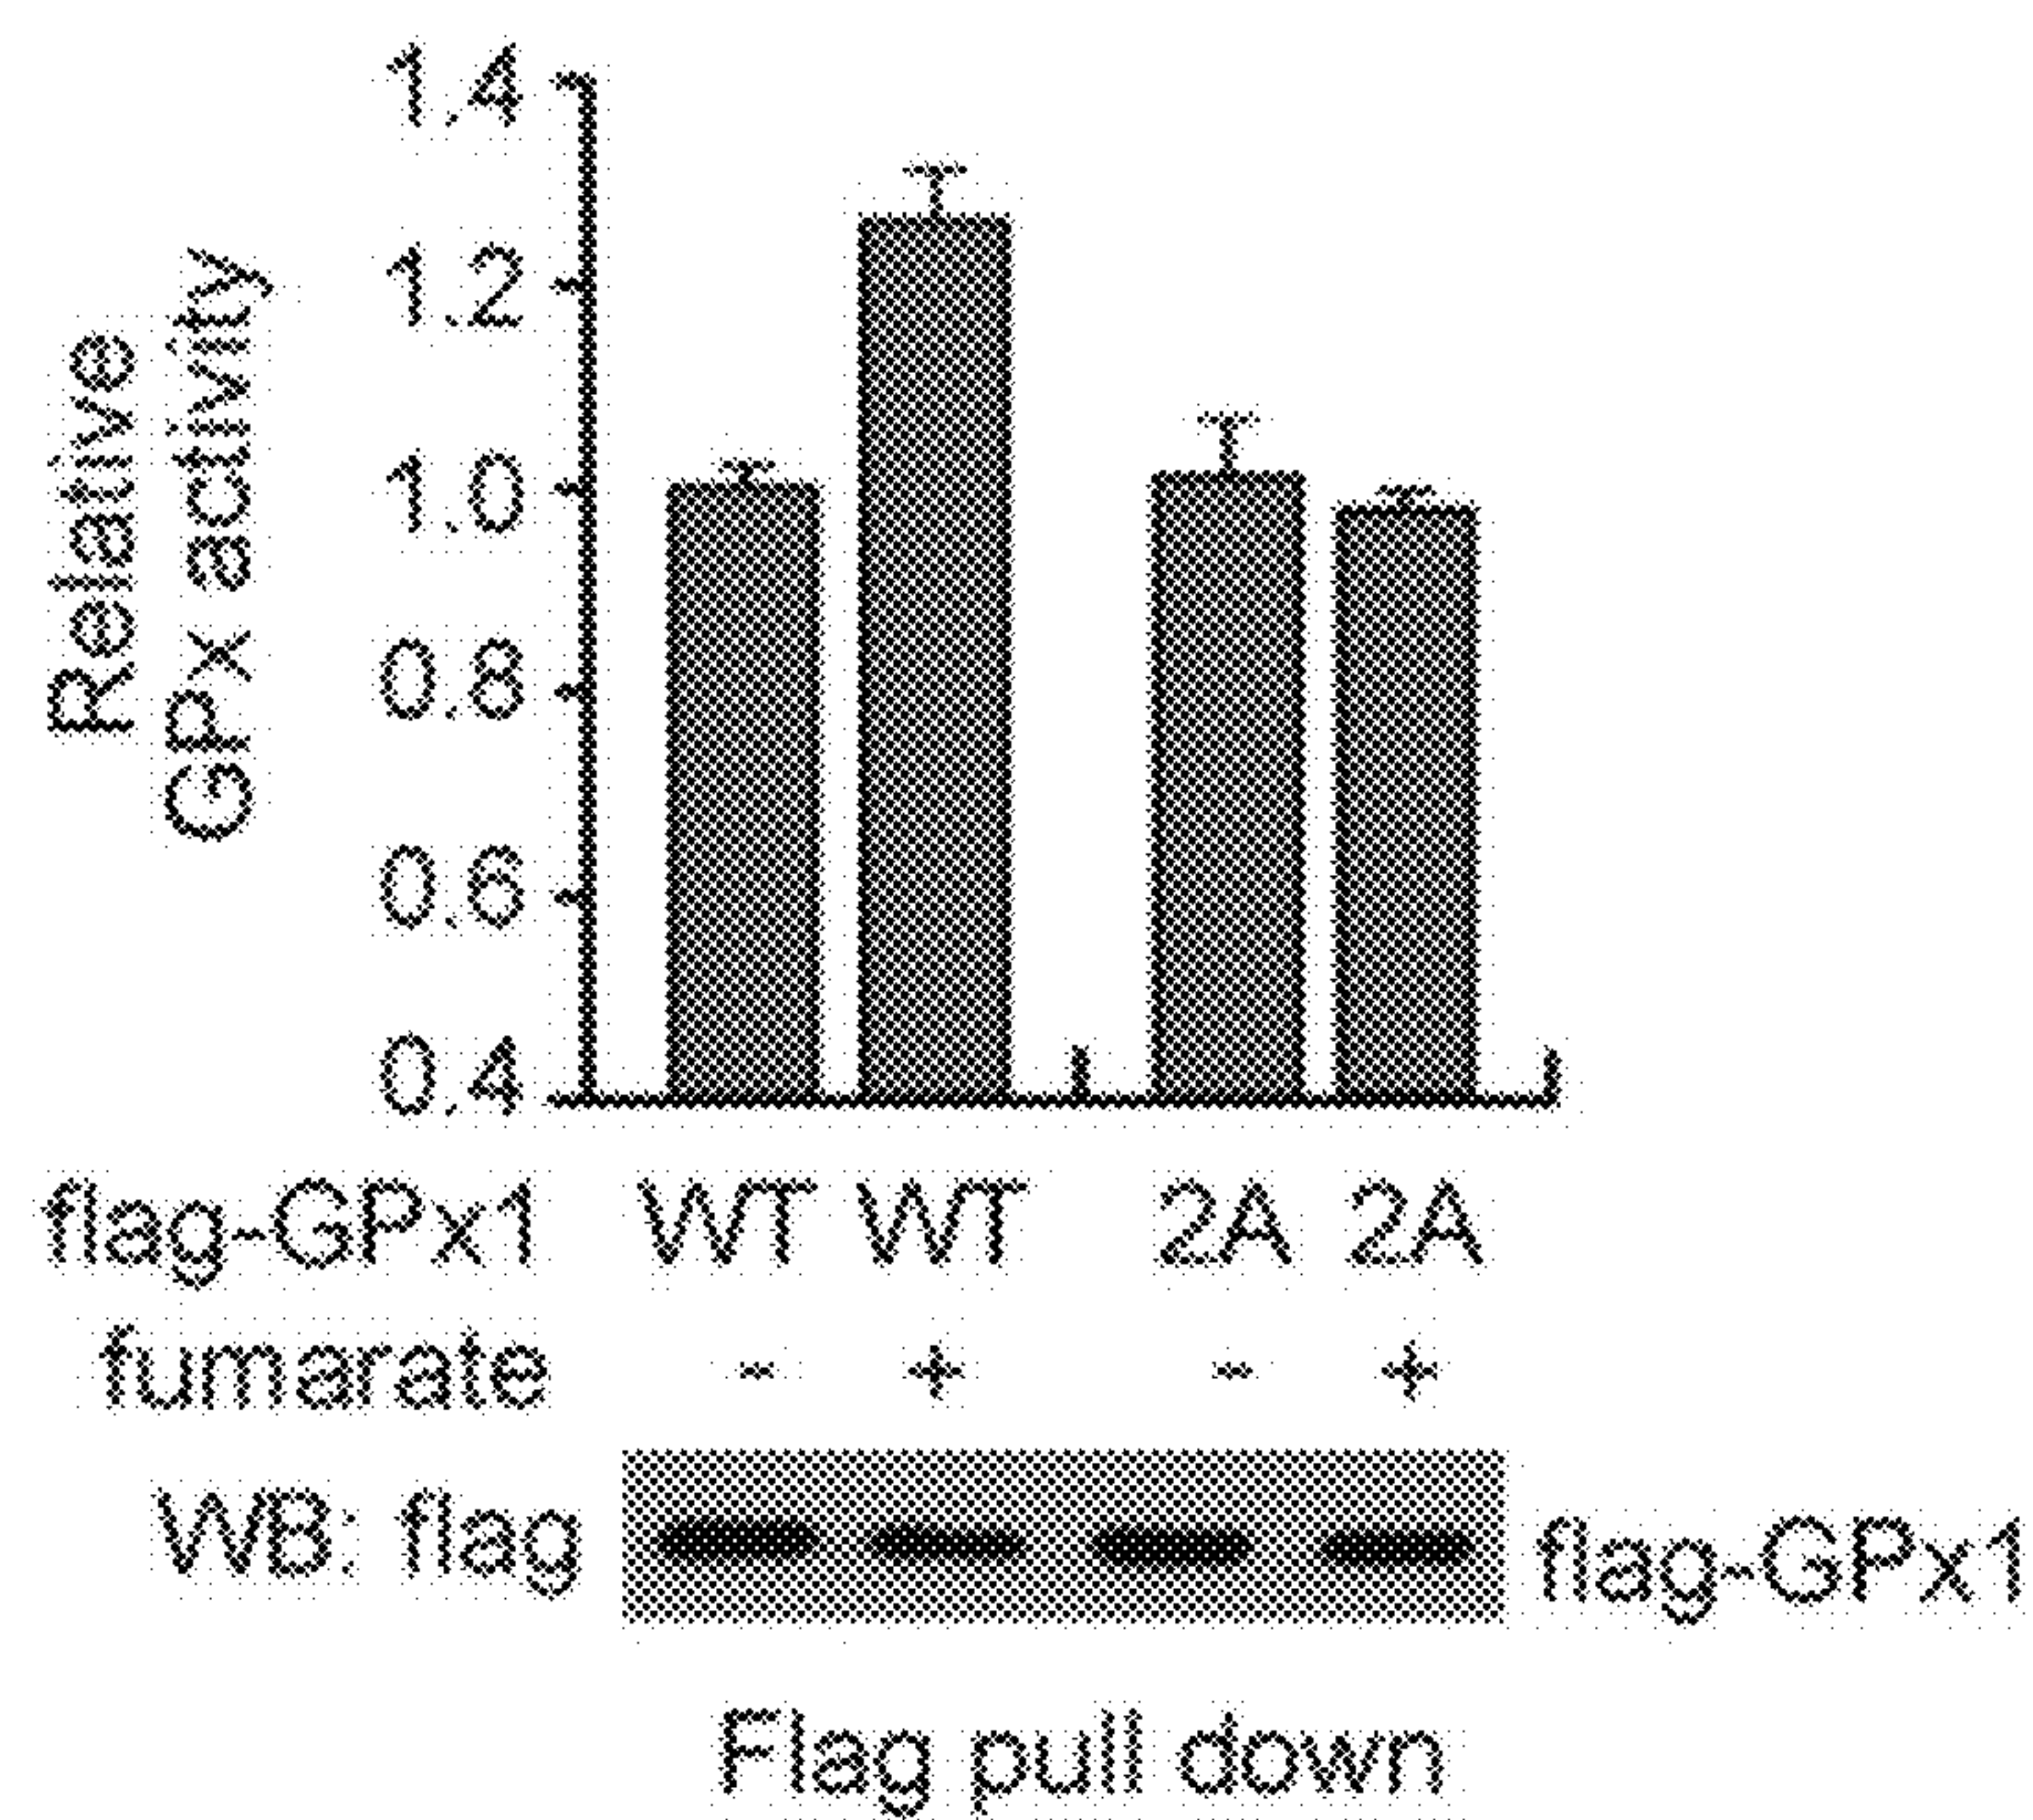 Relative
GPx activity
1.4
1.2
1.0
0.8
0.6
0.4
flag-GPx1 WT WT 2A 2A
fumarate - + - +
WB: flag flag-GPx1
Flag pull down